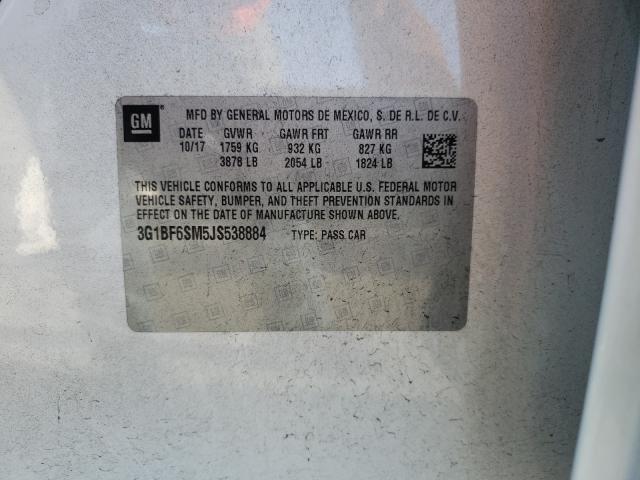 GM
MFD BY GENERAL MOTORS DE MEXICO, S. DE R.L. DE C.V.
DATE GVWR GAWR FRT GAWR RR
10/17 1759 KG 932 KG 827 KG
3878 LB 2054 LB 1824 LB
THIS VEHICLE CONFORMS TO ALL APPLICABLE U.S. FEDERAL MOTOR
VEHICLE SAFETY, BUMPER, AND THEFT PREVENTION STANDARDS IN
EFFECT ON THE DATE OF MANUFACTURE SHOWN ABOVE.
3G1BF6SM5JS538884 TYPE: PASS CAR